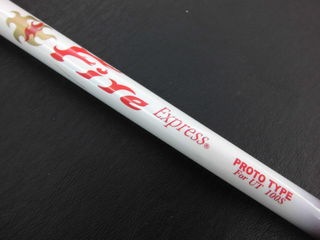 Fire
Express®
PROTO TYPE
For UT 100S